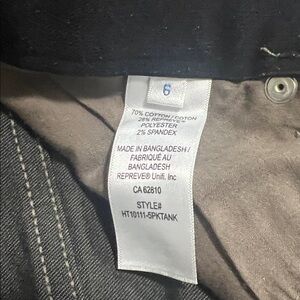 6
70% COTTON / COTON
28% REPREVE®
POLYESTER
2% SPANDEX
MADE IN BANGLADESH /
FABRIQUÉ AU
BANGLADESH
REPREVE® Unifi, Inc
CA 62810
STYLE#
HT10111-5PKTANK